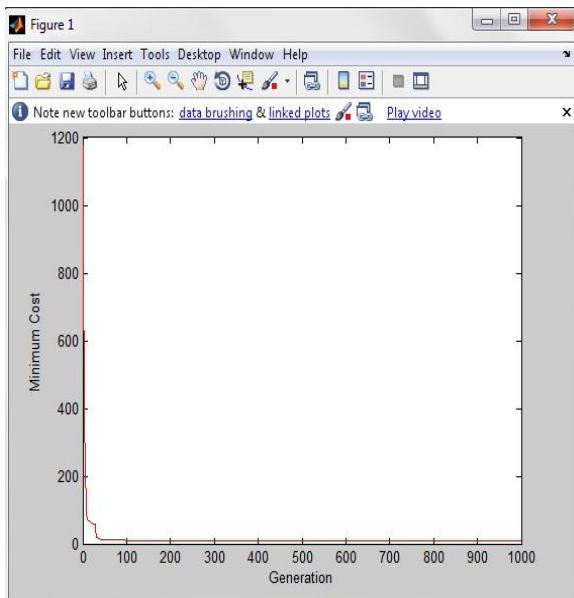 Figure 1
File Edit View Insert Tools Desktop Window Help
Note new toolbar buttons: data brushing & linked plots Play video
1200
1000
800
600
400
200
0
Minimum Cost
0 100 200 300 400 500 600 700 800 900 1000
Generation